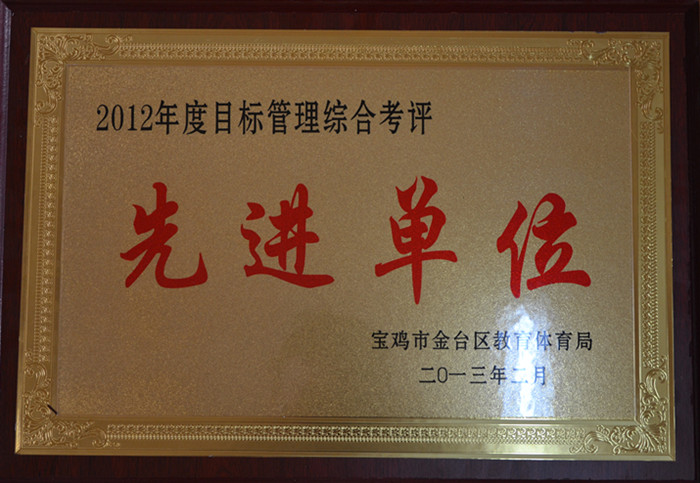 2012年度目标管理综合考评
先进单位
宝鸡市金台区教育体育局
二〇一三年二月